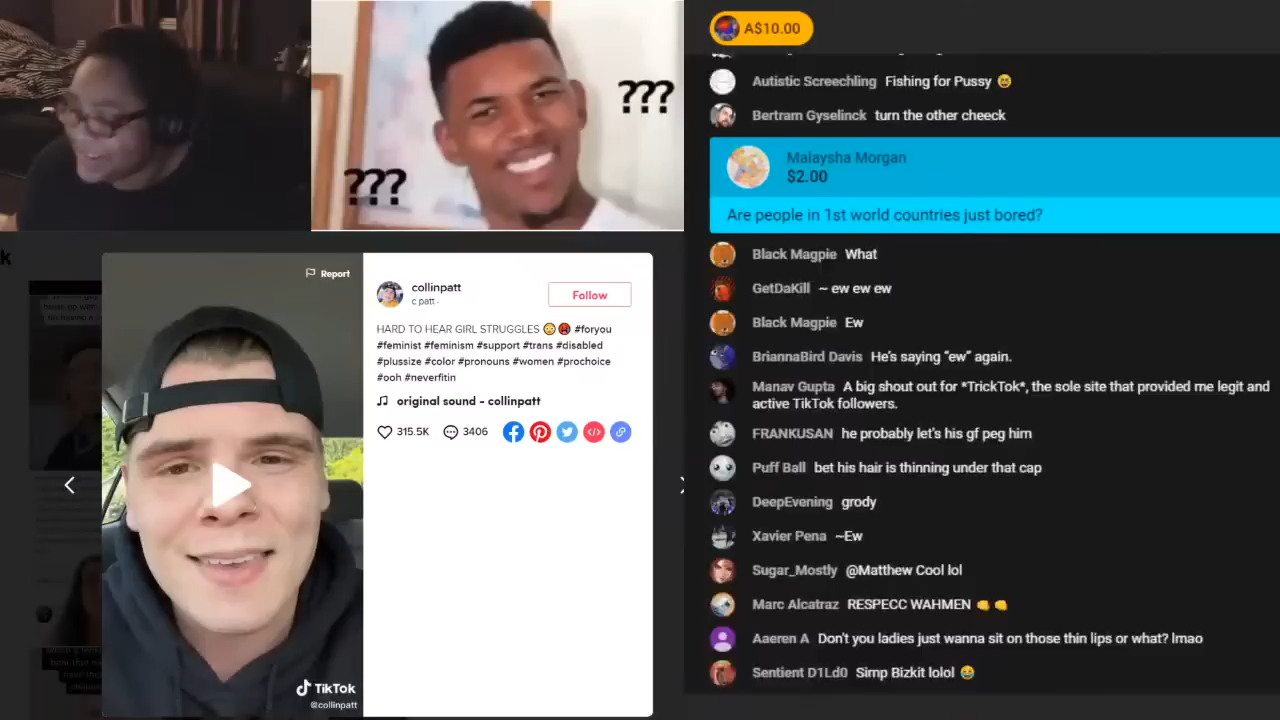 ???
???
k
Report
collinpatt
c patt ·
Follow
HARD TO HEAR GIRL STRUGGLES 😳😡 #foryou
#feminist #feminism #support #trans #disabled
#plussize #color #pronouns #women #prochoice
#ooh #neverfitin
original sound - collinpatt
315.5K
3406
TikTok
@collinpatt
A$10.00
Autistic Screechling Fishing for Pussy 😆
Bertram Gyselinck turn the other cheeck
Malaysha Morgan
$2.00
Are people in 1st world countries just bored?
Black Magpie What
GetDaKill ~ ew ew ew
Black Magpie Ew
BriannaBird Davis He's saying "ew" again.
Manav Gupta A big shout out for *TrickTok*, the sole site that provided me legit and
active TikTok followers.
FRANKUSAN he probably let's his gf peg him
Puff Ball bet his hair is thinning under that cap
DeepEvening grody
Xavier Pena ~Ew
Sugar_Mostly @Matthew Cool lol
Marc Alcatraz RESPECC WAHMEN 👊👊
Aaeren A Don't you ladies just wanna sit on those thin lips or what? lmao
Sentient D1Ld0 Simp Bizkit lolol 😂